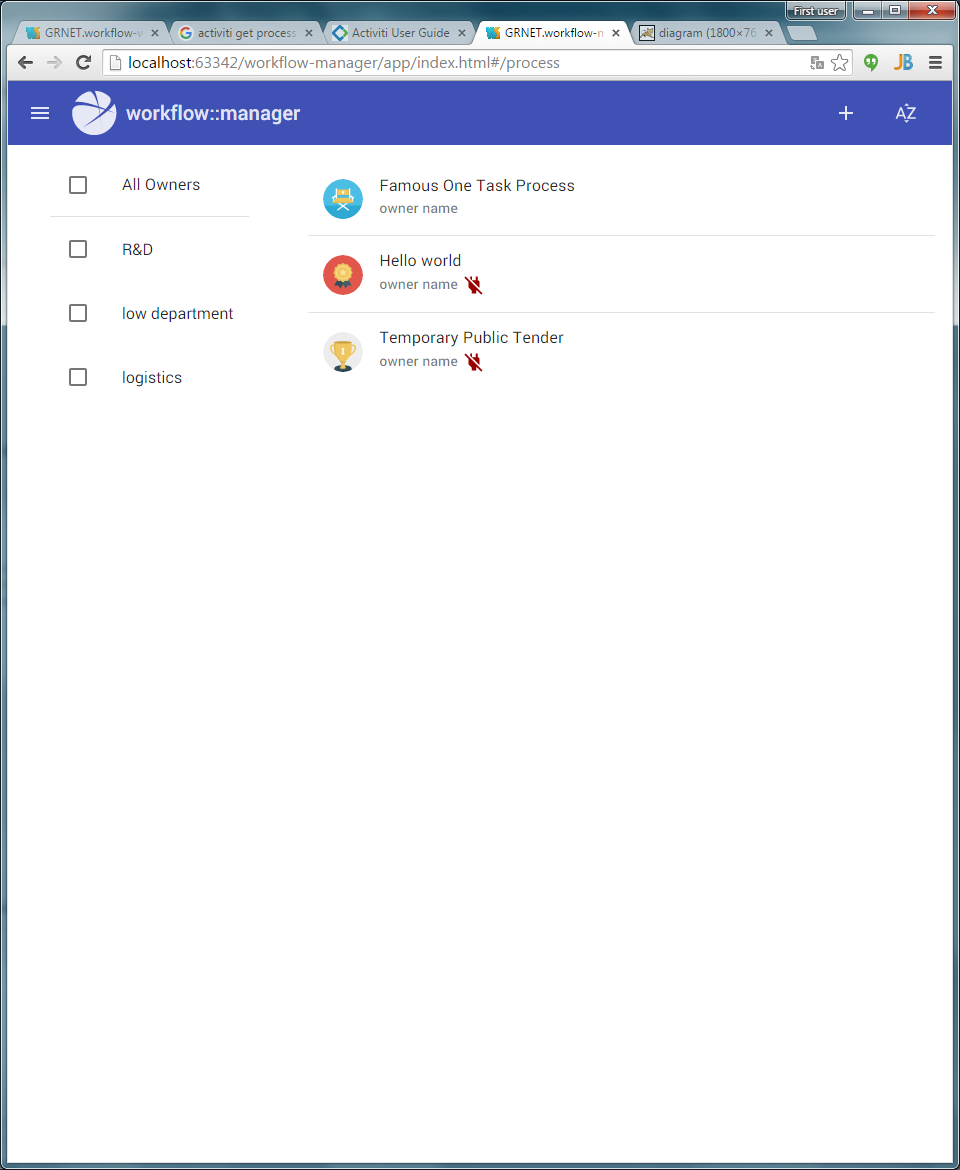 First user
GRNET.workflow-w
activiti get process
Activiti User Guide
GRNET.workflow-n
diagram (1800×76
localhost:63342/workflow-manager/app/index.html#/process
JB
workflow::manager
AZ
All Owners
R&D
low department
logistics
Famous One Task Process
owner name
Hello world
owner name
1
Temporary Public Tender
owner name